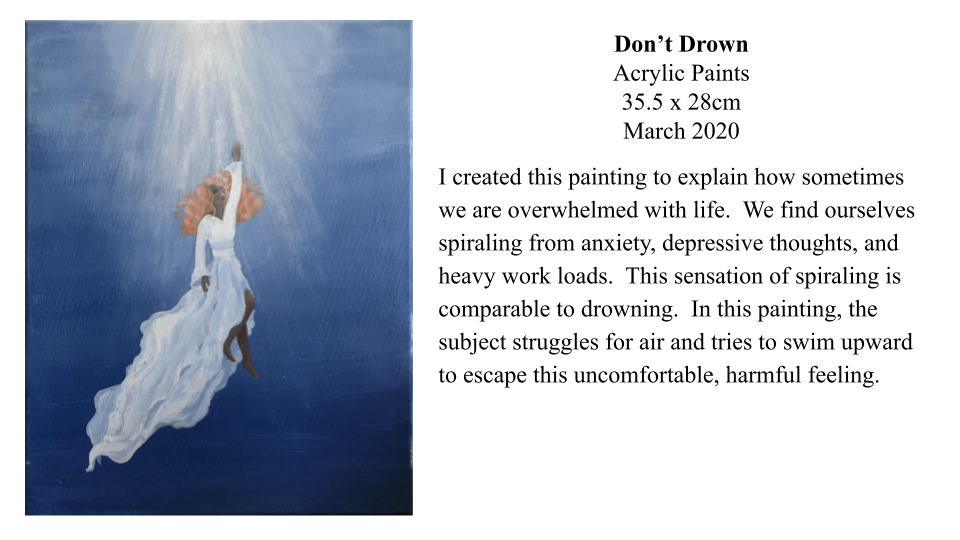 Don’t Drown
Acrylic Paints
35.5 x 28cm
March 2020
I created this painting to explain how sometimes
we are overwhelmed with life.  We find ourselves
spiraling from anxiety, depressive thoughts, and
heavy work loads.  This sensation of spiraling is
comparable to drowning.  In this painting, the
subject struggles for air and tries to swim upward
to escape this uncomfortable, harmful feeling.